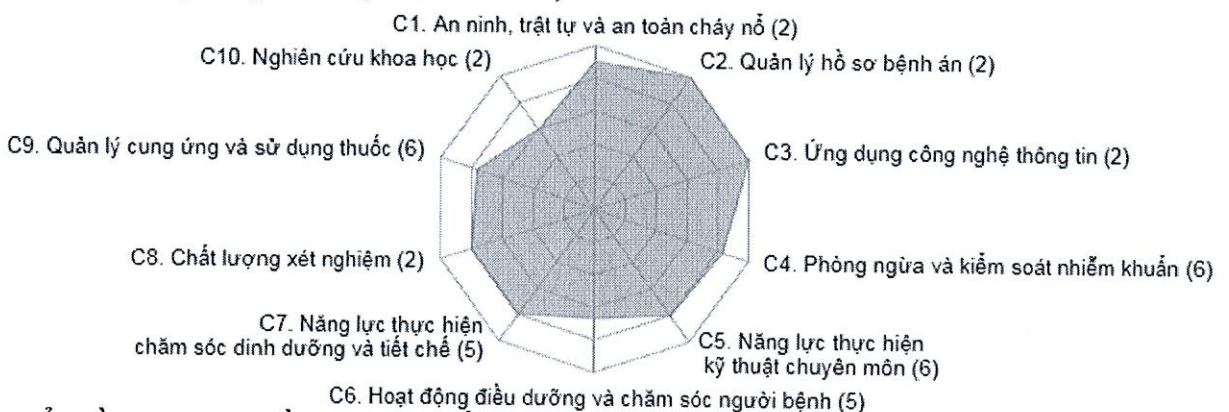 C1. An ninh, trật tự và an toàn cháy nổ (2)
C2. Quản lý hồ sơ bệnh án (2)
C3. Ứng dụng công nghệ thông tin (2)
C4. Phòng ngừa và kiểm soát nhiễm khuẩn (6)
C5. Năng lực thực hiện
kỹ thuật chuyên môn (6)
C6. Hoạt động điều dưỡng và chăm sóc người bệnh (5)
C7. Năng lực thực hiện
chăm sóc dinh dưỡng và tiết chế (5)
C8. Chất lượng xét nghiệm (2)
C9. Quản lý cung ứng và sử dụng thuốc (6)
C10. Nghiên cứu khoa học (2)